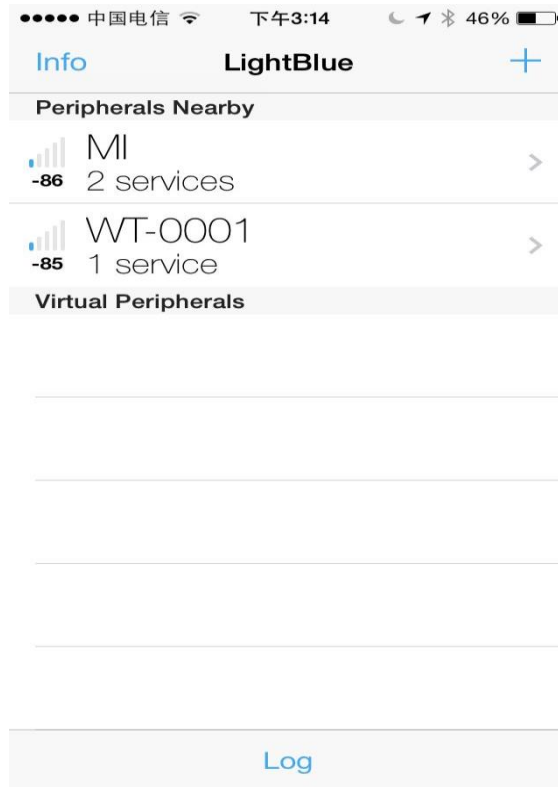 中国电信 下午3:14 46%
Info LightBlue +
Peripherals Nearby
MI
-86 2 services
WT-0001
-85 1 service
Virtual Peripherals
Log